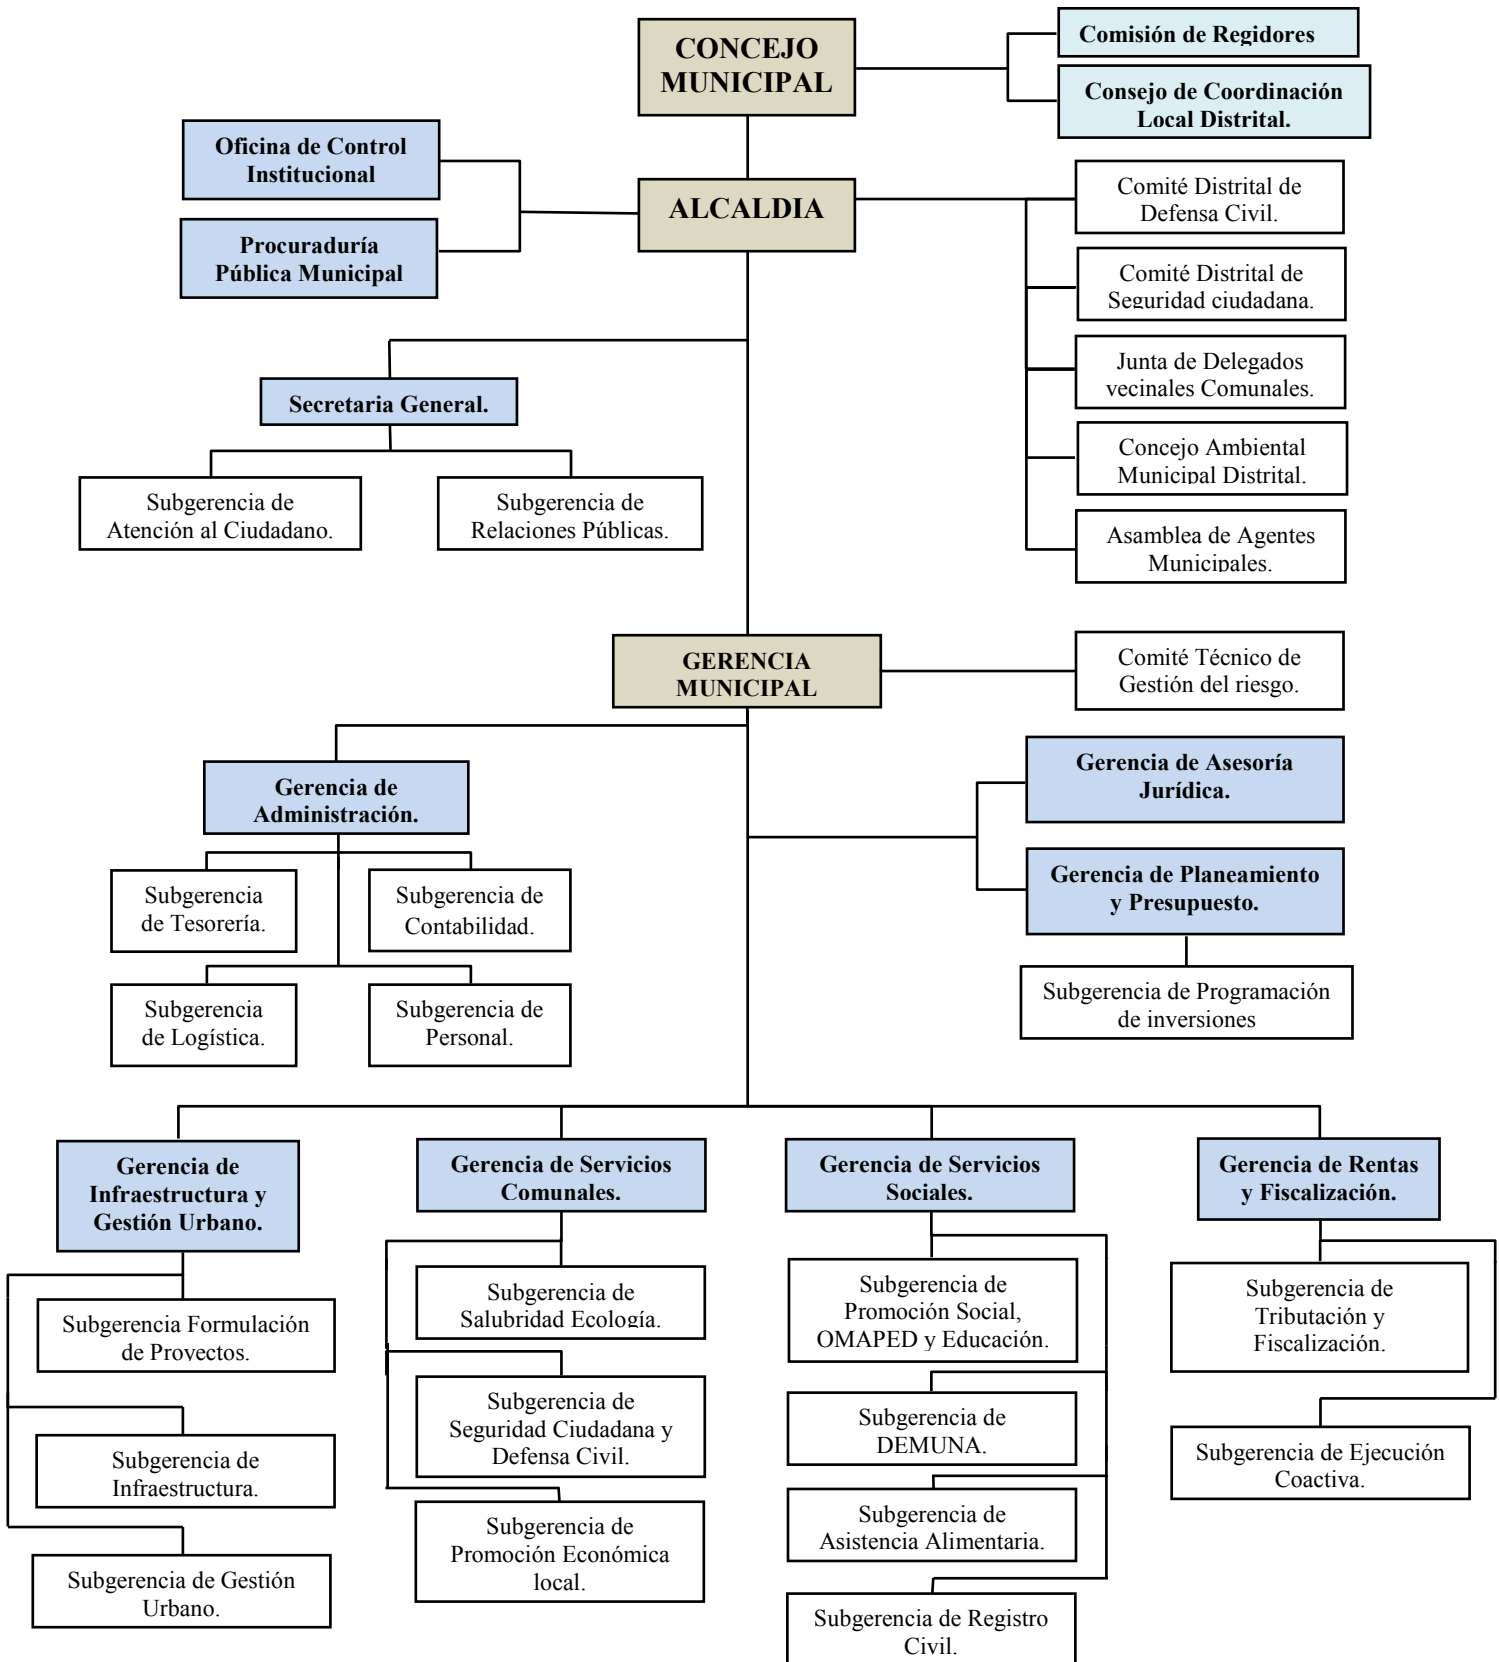 CONCEJO
MUNICIPAL
Comisión de Regidores
Consejo de Coordinación
Local Distrital.
Oficina de Control
Institucional
ALCALDIA
Procuraduría
Pública Municipal
Comité Distrital de
Defensa Civil.
Comité Distrital de
Seguridad ciudadana.
Junta de Delegados
vecinales Comunales.
Concejo Ambiental
Municipal Distrital.
Asamblea de Agentes
Municipales.
Secretaria General.
Subgerencia de
Atención al Ciudadano.
Subgerencia de
Relaciones Públicas.
GERENCIA
MUNICIPAL
Comité Técnico de
Gestión del riesgo.
Gerencia de
Administración.
Gerencia de Asesoría
Jurídica.
Gerencia de Planeamiento
y Presupuesto.
Subgerencia
de Tesorería.
Subgerencia de
Contabilidad.
Subgerencia
de Logística.
Subgerencia de
Personal.
Subgerencia de Programación
de inversiones
Gerencia de
Infraestructura y
Gestión Urbano.
Gerencia de Servicios
Comunales.
Gerencia de Servicios
Sociales.
Gerencia de Rentas
y Fiscalización.
Subgerencia Formulación
de Proyectos.
Subgerencia de
Infraestructura.
Subgerencia de Gestión
Urbano.
Subgerencia de
Salubridad Ecología.
Subgerencia de
Seguridad Ciudadana y
Defensa Civil.
Subgerencia de
Promoción Económica
local.
Subgerencia de
Promoción Social,
OMAPED y Educación.
Subgerencia de
DEMUNA.
Subgerencia de
Asistencia Alimentaria.
Subgerencia de Registro
Civil.
Subgerencia de
Tributación y
Fiscalización.
Subgerencia de Ejecución
Coactiva.